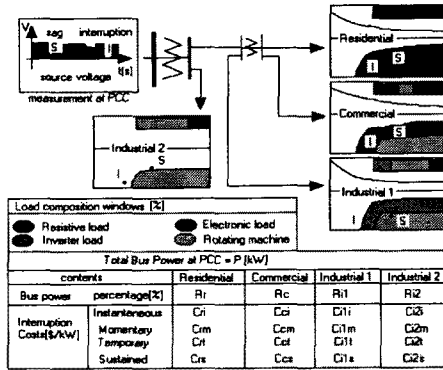 V
sag interruption
S
I
t[s]
source voltage
measurement at PCC
Residential
I
S
Commercial
I
S
Industrial 1
I
S
Industrial 2
S
I
Load composition windows [%]
Resistive load
Electronic load
Inverter load
Rotating machine
Total Bus Power at PCC = P [kW]
contents Residential Commercial Industrial 1 Industrial 2
Bus power percentage[%] Rr Rc Ri1 Ri2
Interruption Costs[$/kW]
Instantaneous Cri Cci Ci1i Ci2i
Momentary Crm Ccm Ci1m Ci2m
Temporary Crt Cct Ci1t Ci2t
Sustained Crs Ccs Ci1s Ci2s